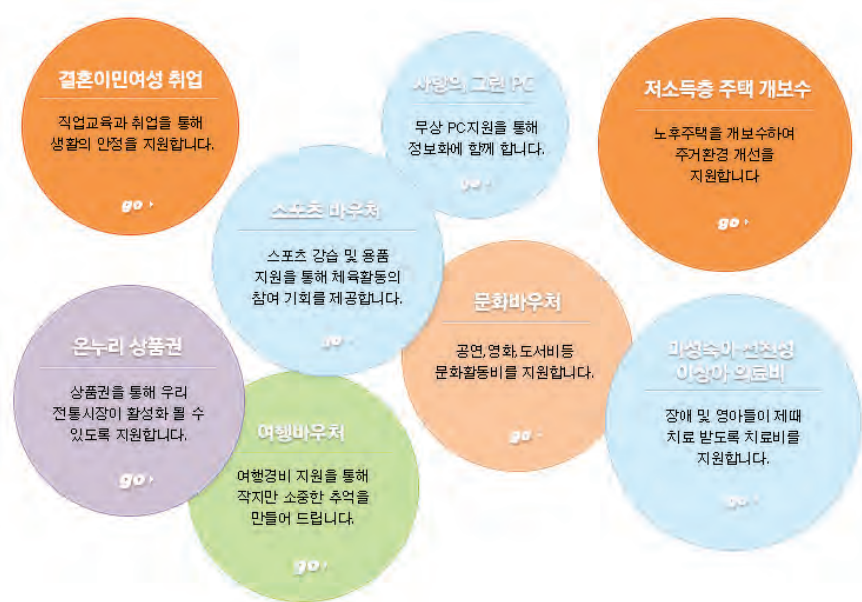 결혼이민여성 취업
직업교육과 취업을 통해
생활의 안정을 지원합니다.
go
사랑의 그린 PC
무상 PC지원을 통해
정보화에 함께 합니다.
go
저소득층 주택 개보수
노후주택을 개보수하여
주거환경 개선을
지원합니다
go
스포츠 바우처
스포츠 강습 및 용품
지원을 통해 체육활동의
참여 기회를 제공합니다.
go
문화바우처
공연,영화,도서비등
문화활동비를 지원합니다.
go
온누리 상품권
상품권을 통해 우리
전통시장이 활성화 될 수
있도록 지원합니다.
go
여행바우처
여행경비 지원을 통해
작지만 소중한 추억을
만들어 드립니다.
go
미성숙아·선천성
이상아 의료비
장애 및 영아들이 제때
치료 받도록 치료비를
지원합니다.
go